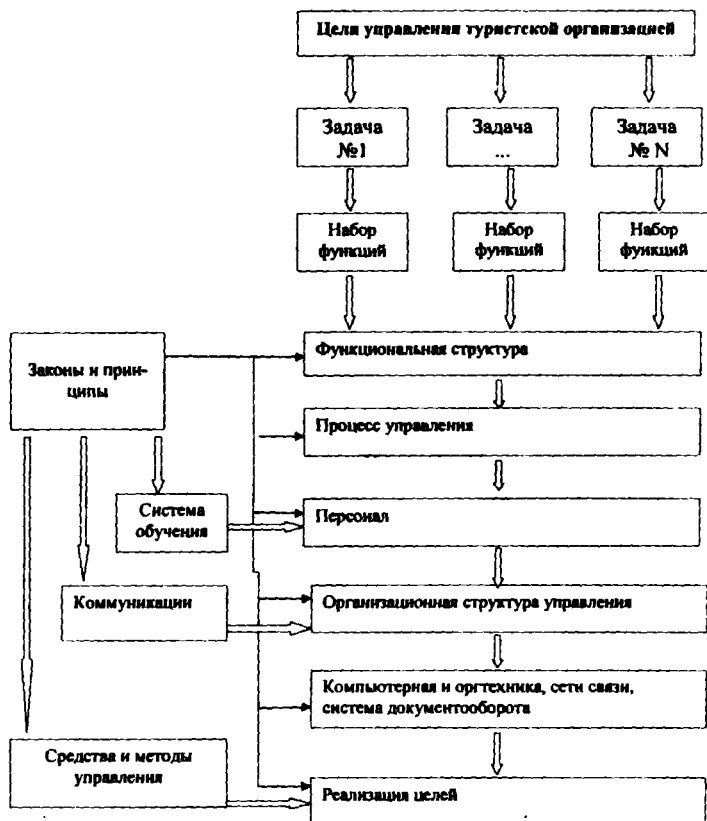 Цели управления туристской организацией
Задача
№1
Задача
...
Задача
№ N
Набор
функций
Набор
функций
Набор
функций
Законы и прин-
ципы
Функциональная структура
Процесс управления
Система
обучения
Персонал
Коммуникации
Организационная структура управления
Компьютерная и оргтехника, сети связи,
система документооборота
Средства и методы
управления
Реализация целей